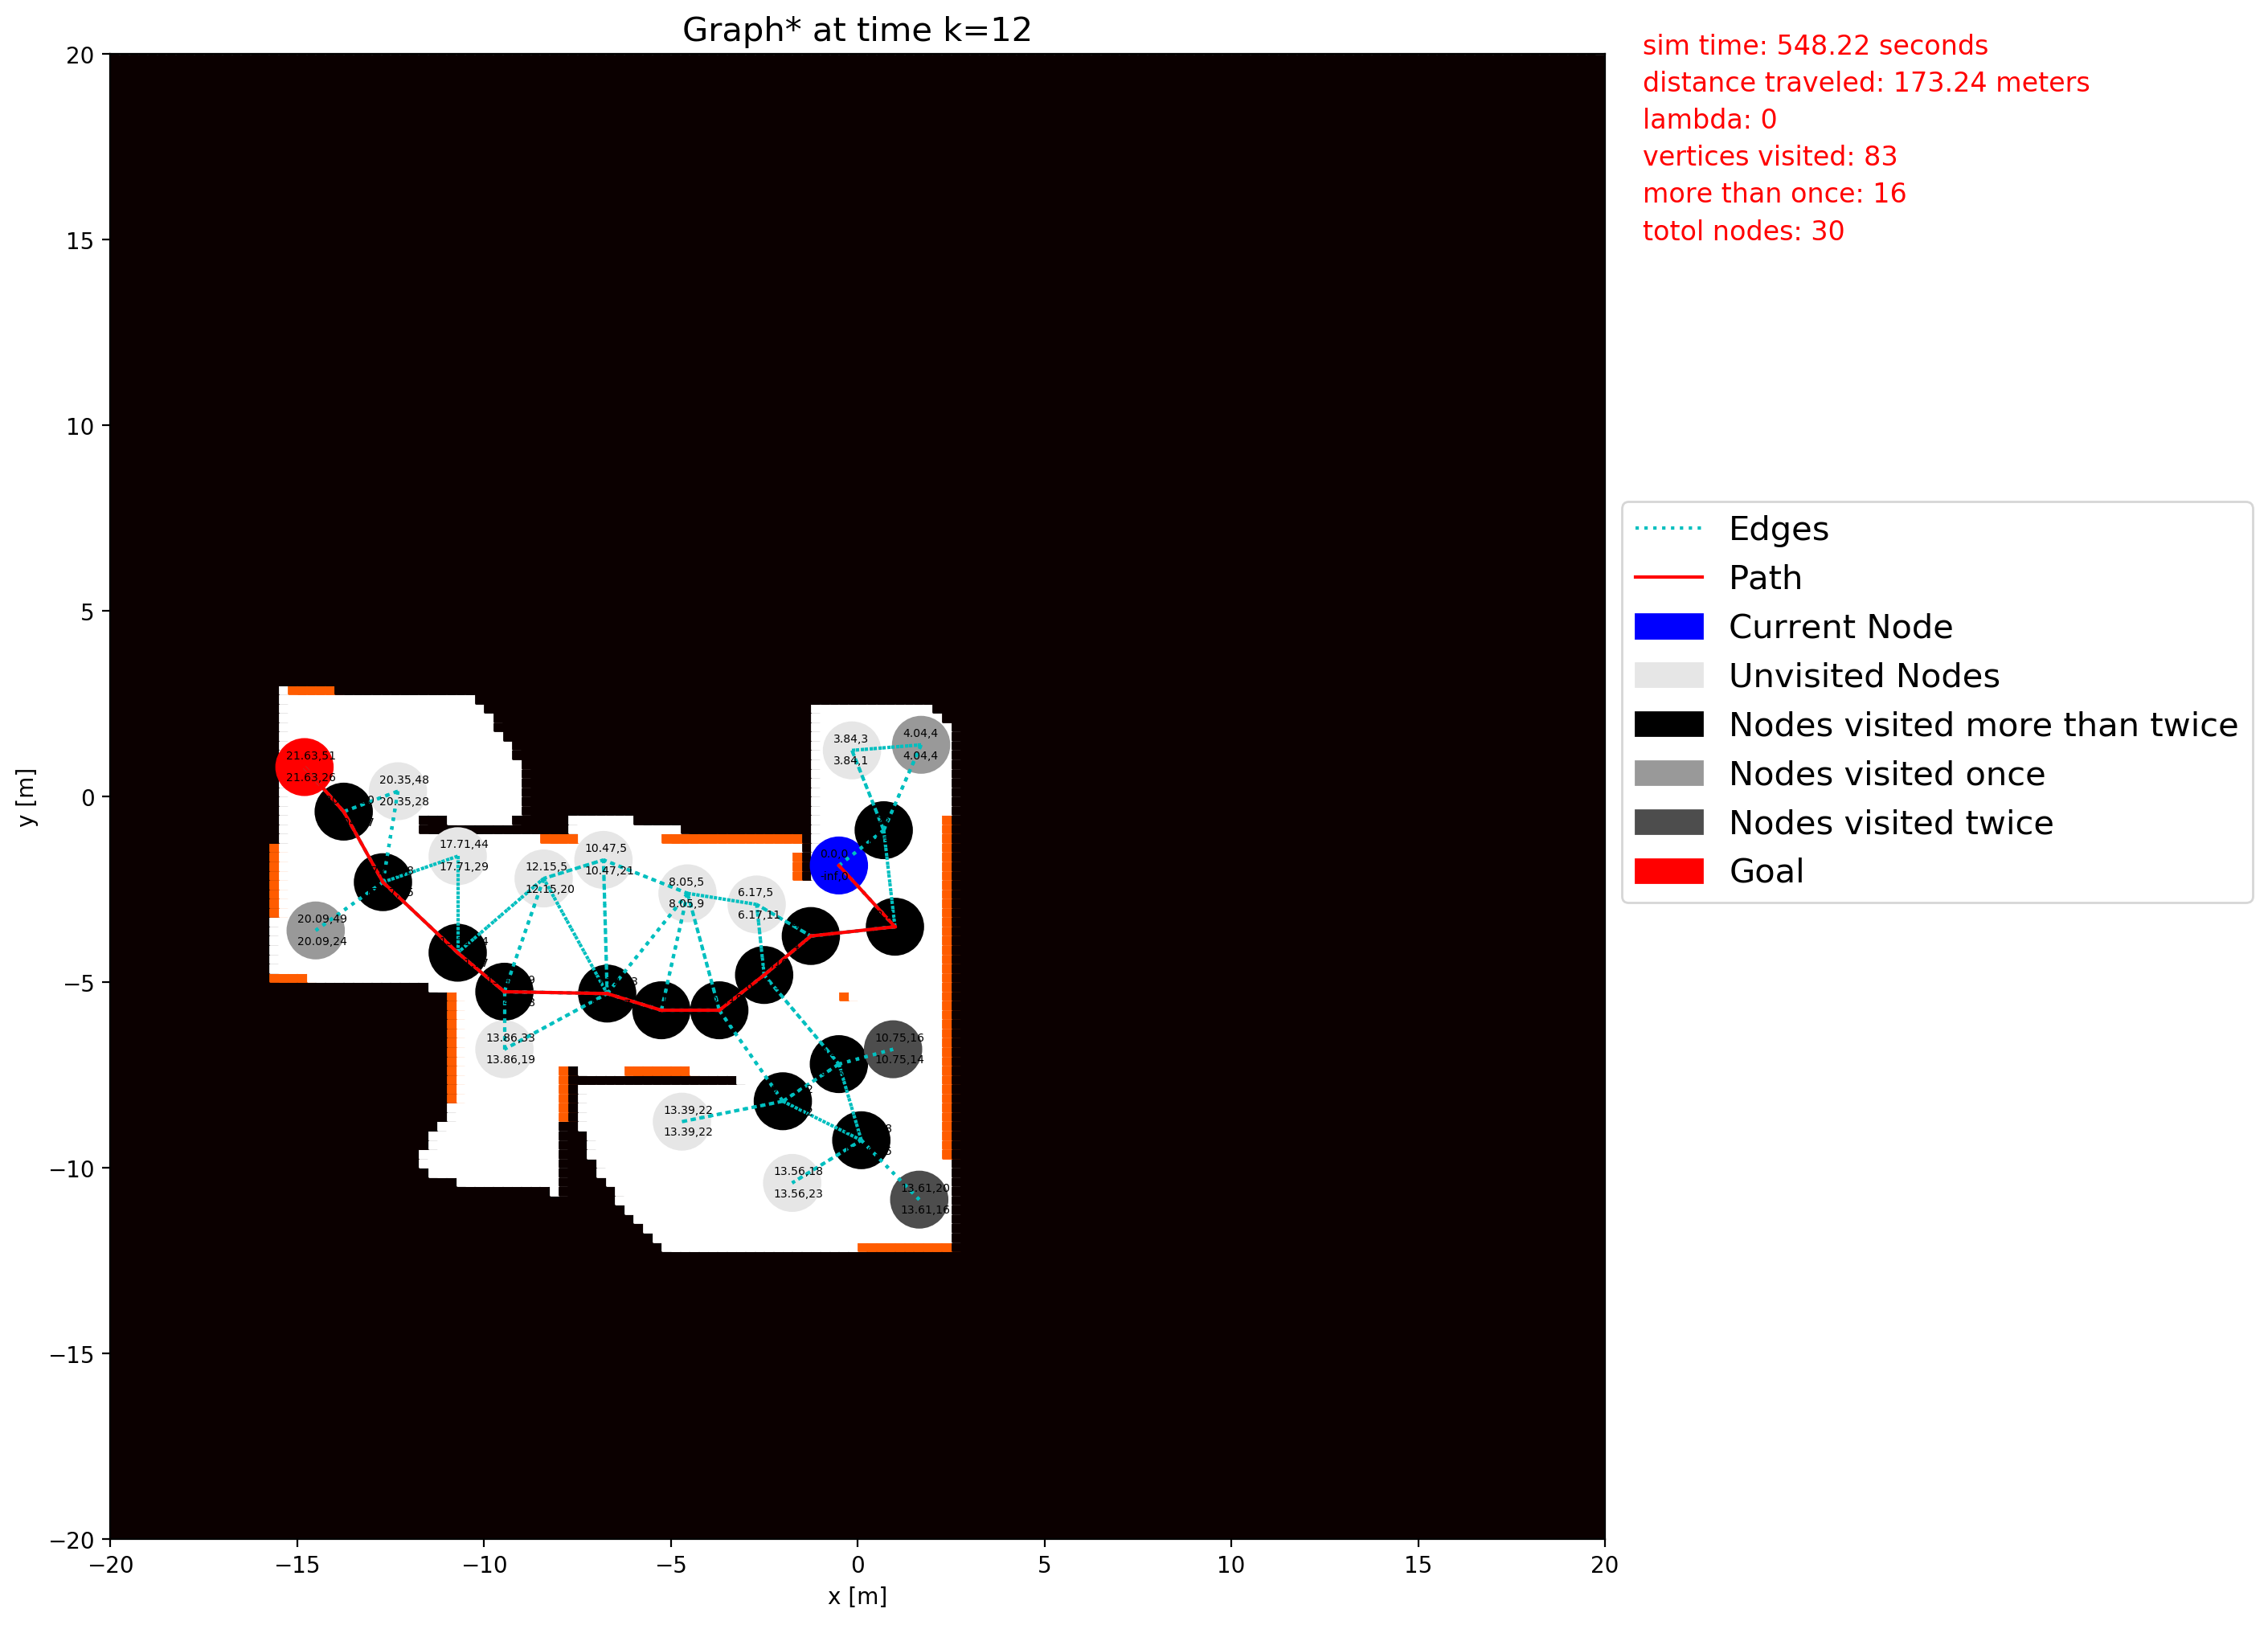 Graph* at time k=12
sim time: 548.22 seconds
distance traveled: 173.24 meters
lambda: 0
vertices visited: 83
more than once: 16
totol nodes: 30
Edges
Path
Current Node
Unvisited Nodes
Nodes visited more than twice
Nodes visited once
Nodes visited twice
Goal
y [m]
20
15
10
5
0
−5
−10
−15
−20
3.84,3
3.84,1
4.04,4
4.04,4
21.63,51
21.63,26
20.35,48
20.35,28
17.71,44
17.71,29
10.47,5
10.47,21
12.15,5
12.15,20
8.05,5
8.05,9
6.17,5
6.17,11
0.0,0
20.09,49
20.09,24
13.86,33
13.86,19
10.75,16
10.75,14
13.39,22
13.39,22
13.56,18
13.56,23
13.61,20
13.61,16
−20
−15
−10
−5
0
5
10
15
20
x [m]